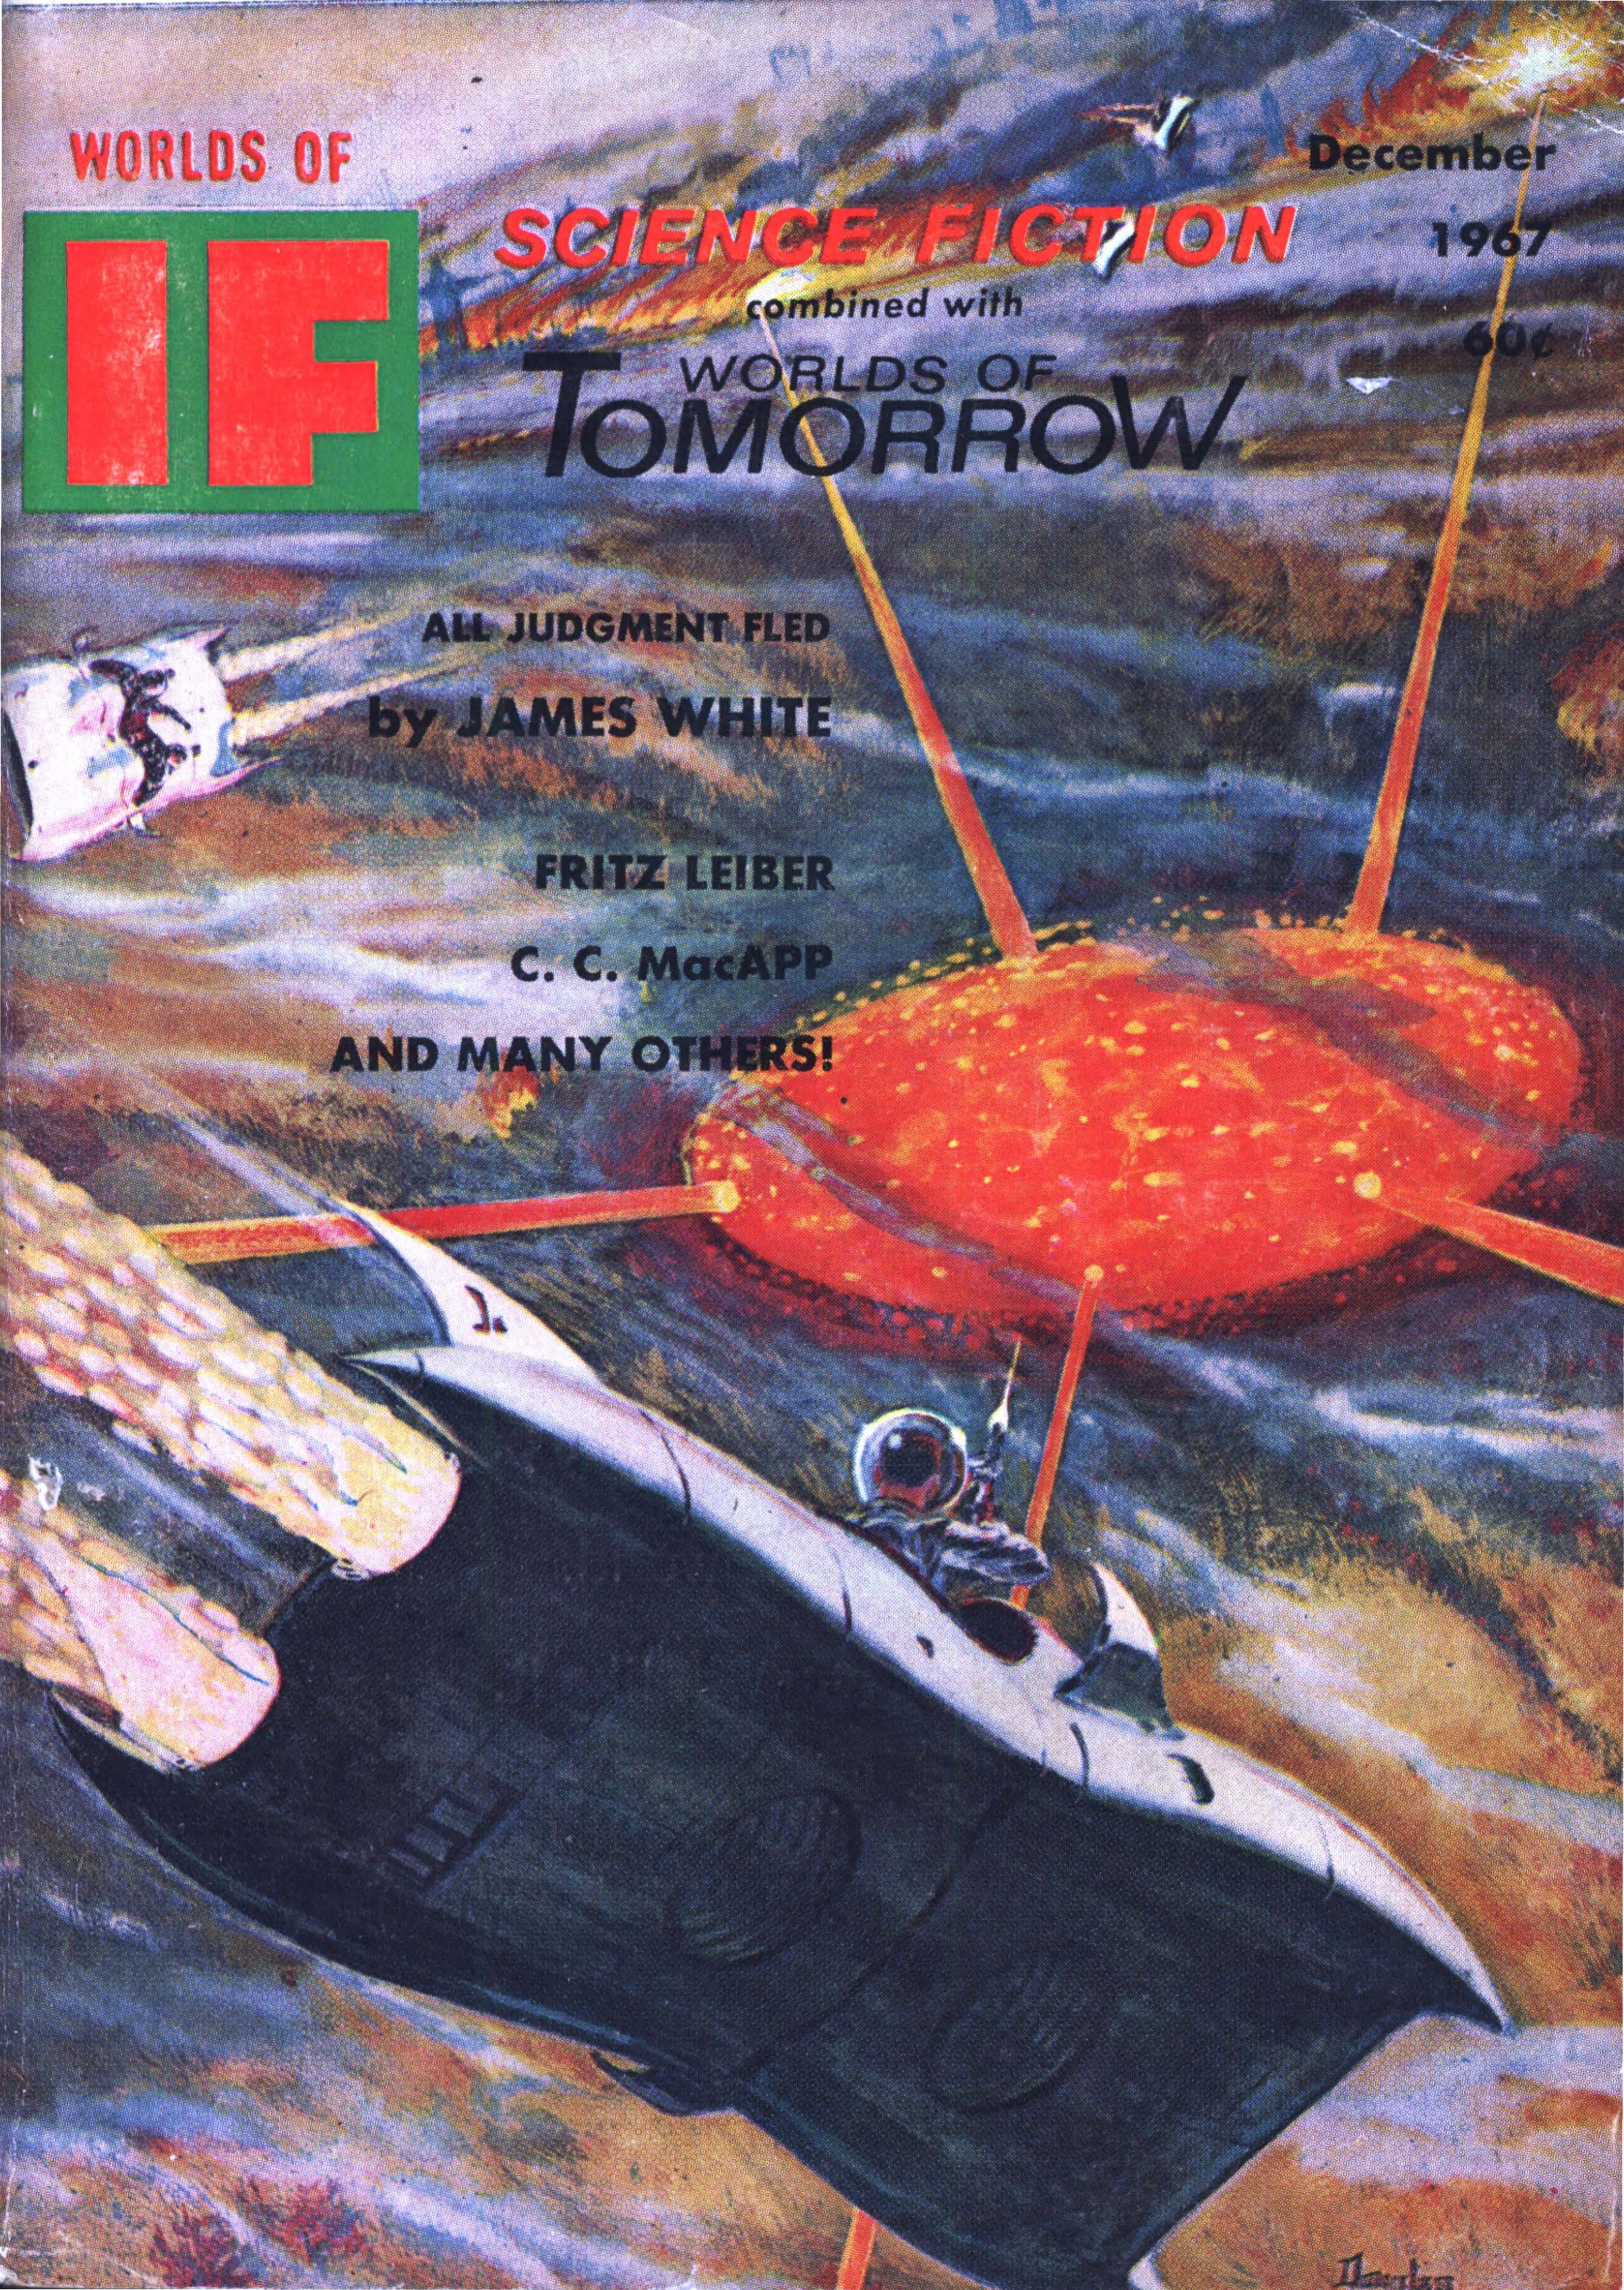 WORLDS OF
IF
SCIENCE FICTION
December
1967
60¢
combined with
WORLDS OF
TOMORROW
ALL JUDGMENT FLED
by JAMES WHITE
FRITZ LEIBER
C. C. MacAPP
AND MANY OTHERS!